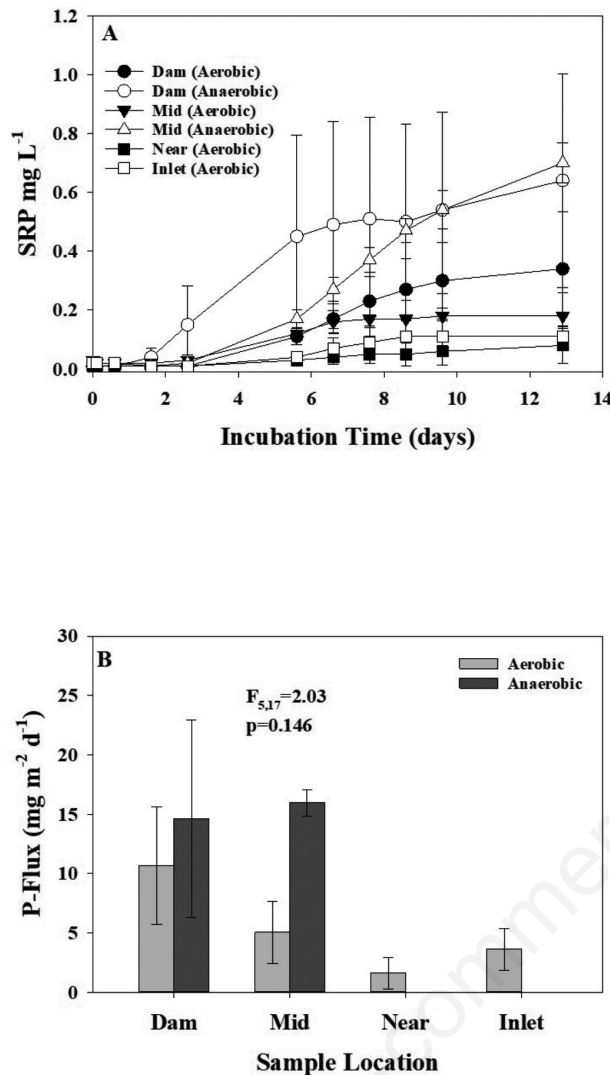 A
1.2
1.0
0.8
0.6
0.4
0.2
0.0
SRP mg L⁻¹
Dam (Aerobic)
Dam (Anaerobic)
Mid (Aerobic)
Mid (Anaerobic)
Near (Aerobic)
Inlet (Aerobic)
0 2 4 6 8 10 12 14
Incubation Time (days)
B
30
25
20
15
10
5
0
P-Flux (mg m⁻² d⁻¹)
Aerobic
Anaerobic
F₅,₁₇=2.03
p=0.146
Dam Mid Near Inlet
Sample Location